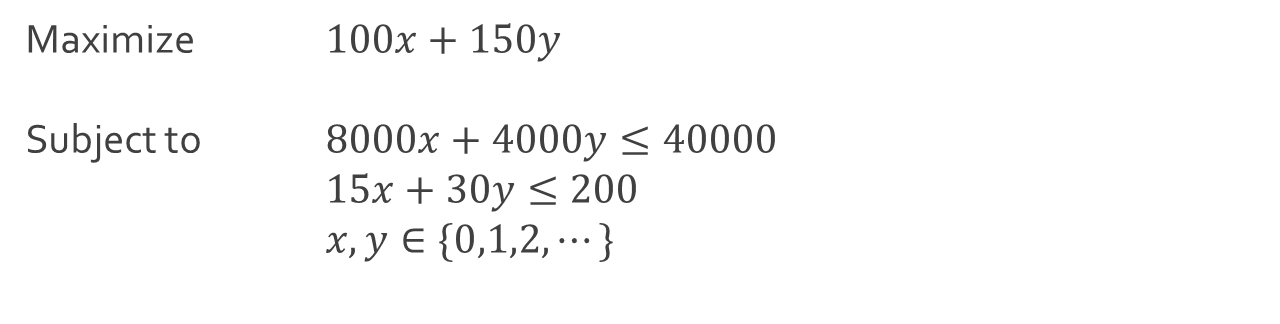 Maximize 100x + 150y
Subject to 8000x + 4000y ≤ 40000
15x + 30y ≤ 200
x, y ∈ {0,1,2, ⋯ }